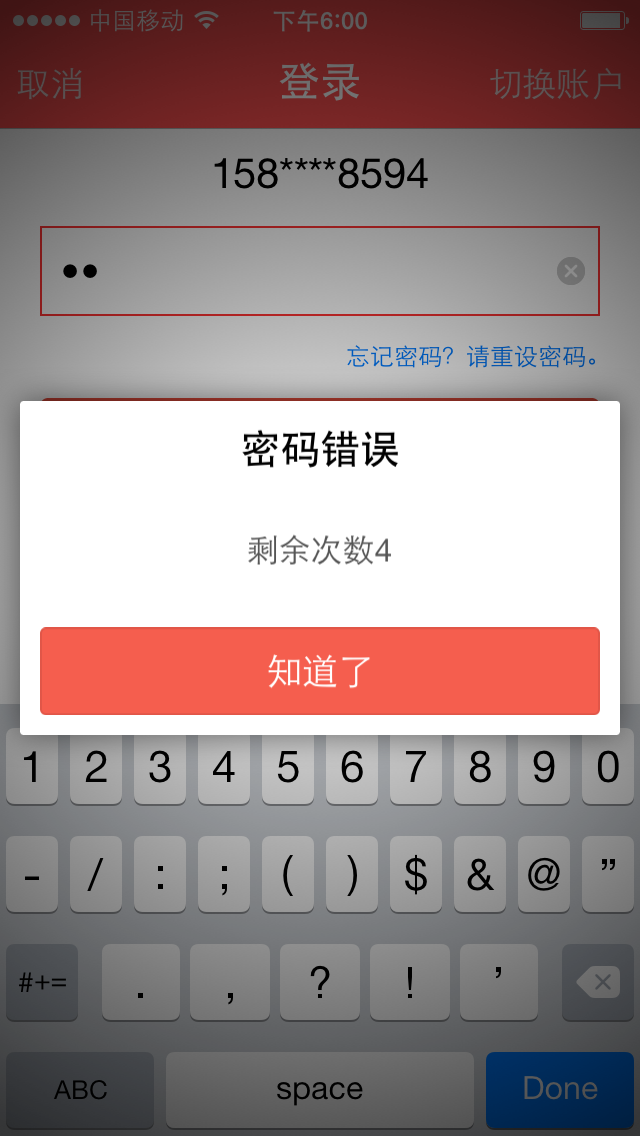 中国移动 下午6:00
取消 登录 切换账户
158****8594
••
忘记密码？请重设密码。
密码错误
剩余次数4
知道了
1 2 3 4 5 6 7 8 9 0
- / : ; ( ) $ & @ ”
#+= . , ? ! ’
ABC space Done